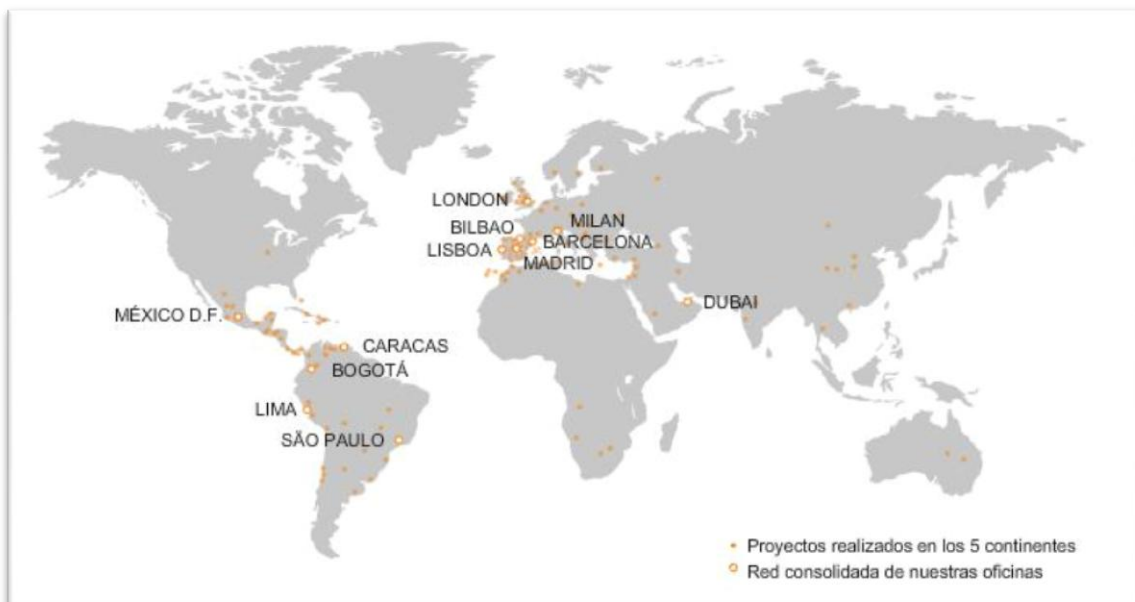 LONDON
BILBAO
MILAN
BARCELONA
LISBOA
MADRID
DUBAI
MÉXICO D.F.
CARACAS
BOGOTÁ
LIMA
SÃO PAULO
Proyectos realizados en los 5 continentes
Red consolidada de nuestras oficinas